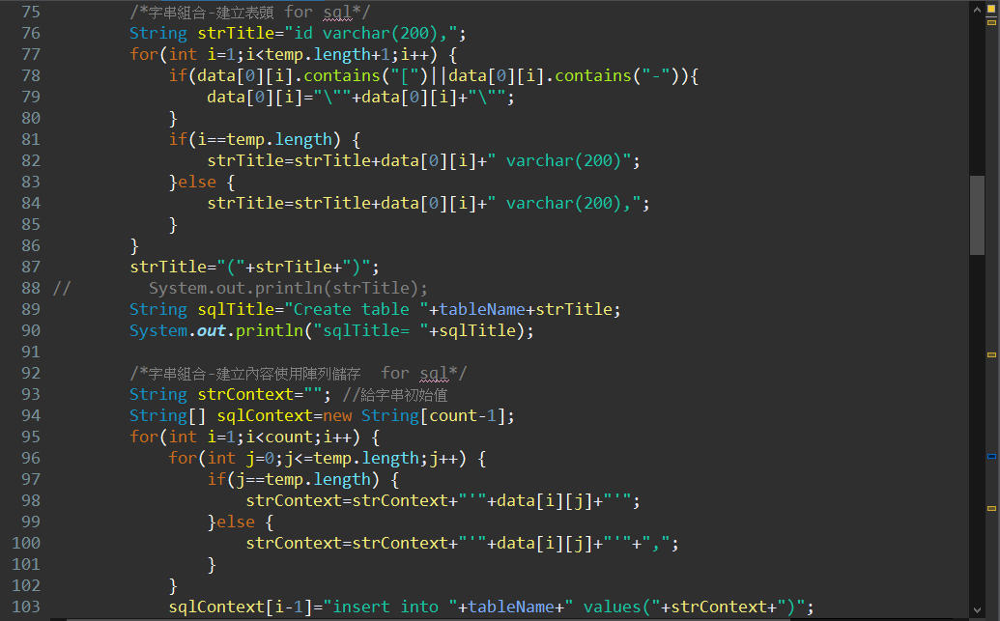 75 /*字串組合-建立表頭 for sql*/
76 String strTitle="id varchar(200),";
77 for(int i=1;i<temp.length+1;i++) {
78 if(data[0][i].contains("[")||data[0][i].contains("-")){
79 data[0][i]="\""+data[0][i]+"\"";
80 }
81 if(i==temp.length) {
82 strTitle=strTitle+data[0][i]+" varchar(200)";
83 }else {
84 strTitle=strTitle+data[0][i]+" varchar(200),";
85 }
86 }
87 strTitle="("+strTitle+")";
88 // System.out.println(strTitle);
89 String sqlTitle="Create table "+tableName+strTitle;
90 System.out.println("sqlTitle= "+sqlTitle);
91
92 /*字串組合-建立內容使用陣列儲存 for sql*/
93 String strContext=""; //給字串初始值
94 String[] sqlContext=new String[count-1];
95 for(int i=1;i<count;i++) {
96 for(int j=0;j<=temp.length;j++) {
97 if(j==temp.length) {
98 strContext=strContext+"'"+data[i][j]+"'";
99 }else {
100 strContext=strContext+"'"+data[i][j]+"'"+",";
101 }
102 }
103 sqlContext[i-1]="insert into "+tableName+" values("+strContext+")";